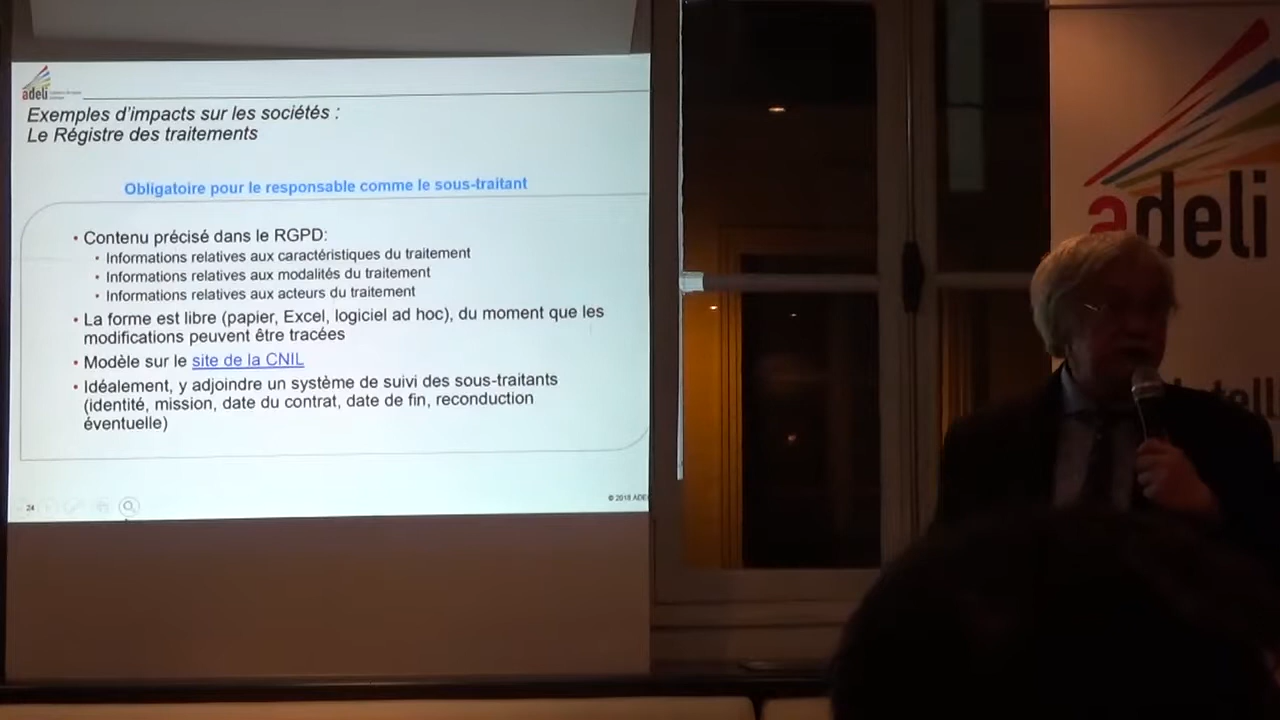 adeli
Exemples d'impacts sur les sociétés :
Le Régistre des traitements
Obligatoire pour le responsable comme le sous-traitant
• Contenu précisé dans le RGPD:
• Informations relatives aux caractéristiques du traitement
• Informations relatives aux modalités du traitement
• Informations relatives aux acteurs du traitement
• La forme est libre (papier, Excel, logiciel ad hoc), du moment que les
modifications peuvent être tracées
• Modèle sur le site de la CNIL
• Idéalement, y adjoindre un système de suivi des sous-traitants
(identité, mission, date du contrat, date de fin, reconduction
éventuelle)
24
© 2018 ADE
adeli